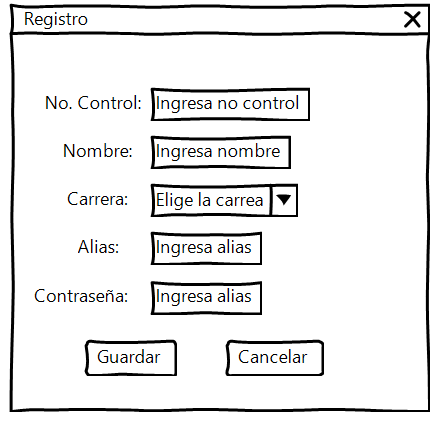 Registro
No. Control: Ingresa no control
Nombre: Ingresa nombre
Carrera: Elige la carrea
Alias: Ingresa alias
Contraseña: Ingresa alias
Guardar Cancelar